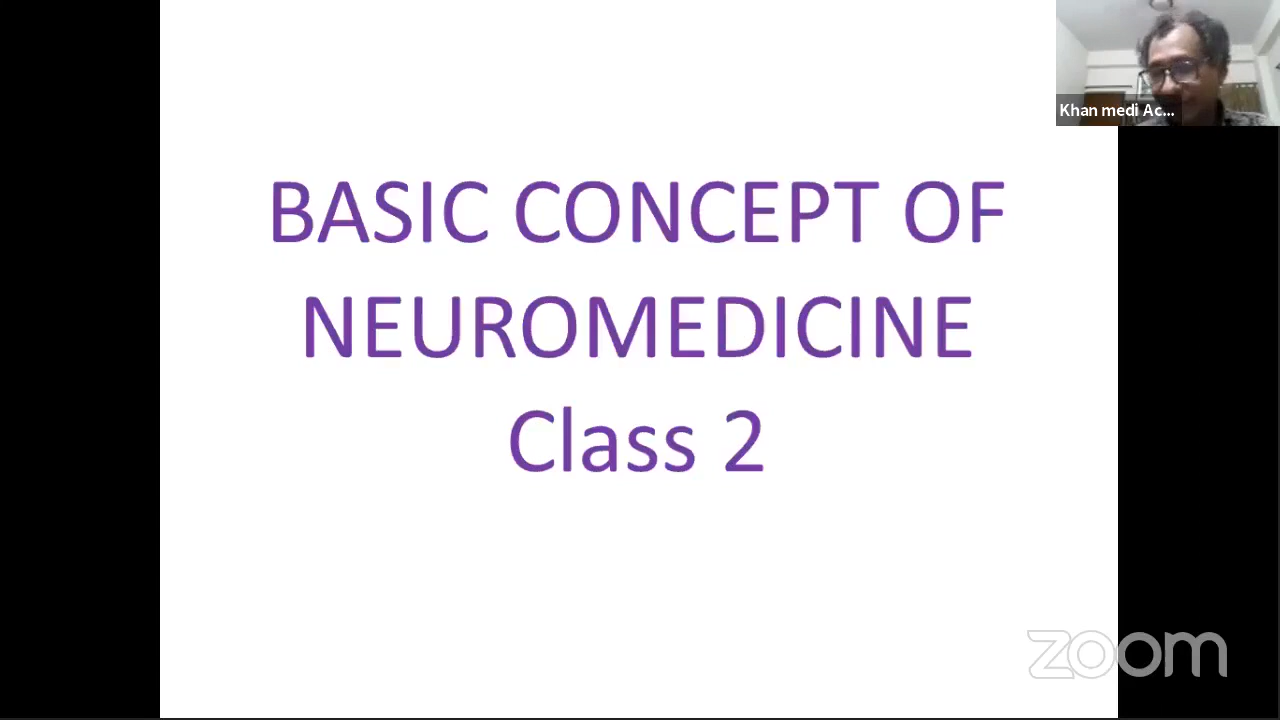 Khan medi Ac...
BASIC CONCEPT OF
NEUROMEDICINE
Class 2
zoom